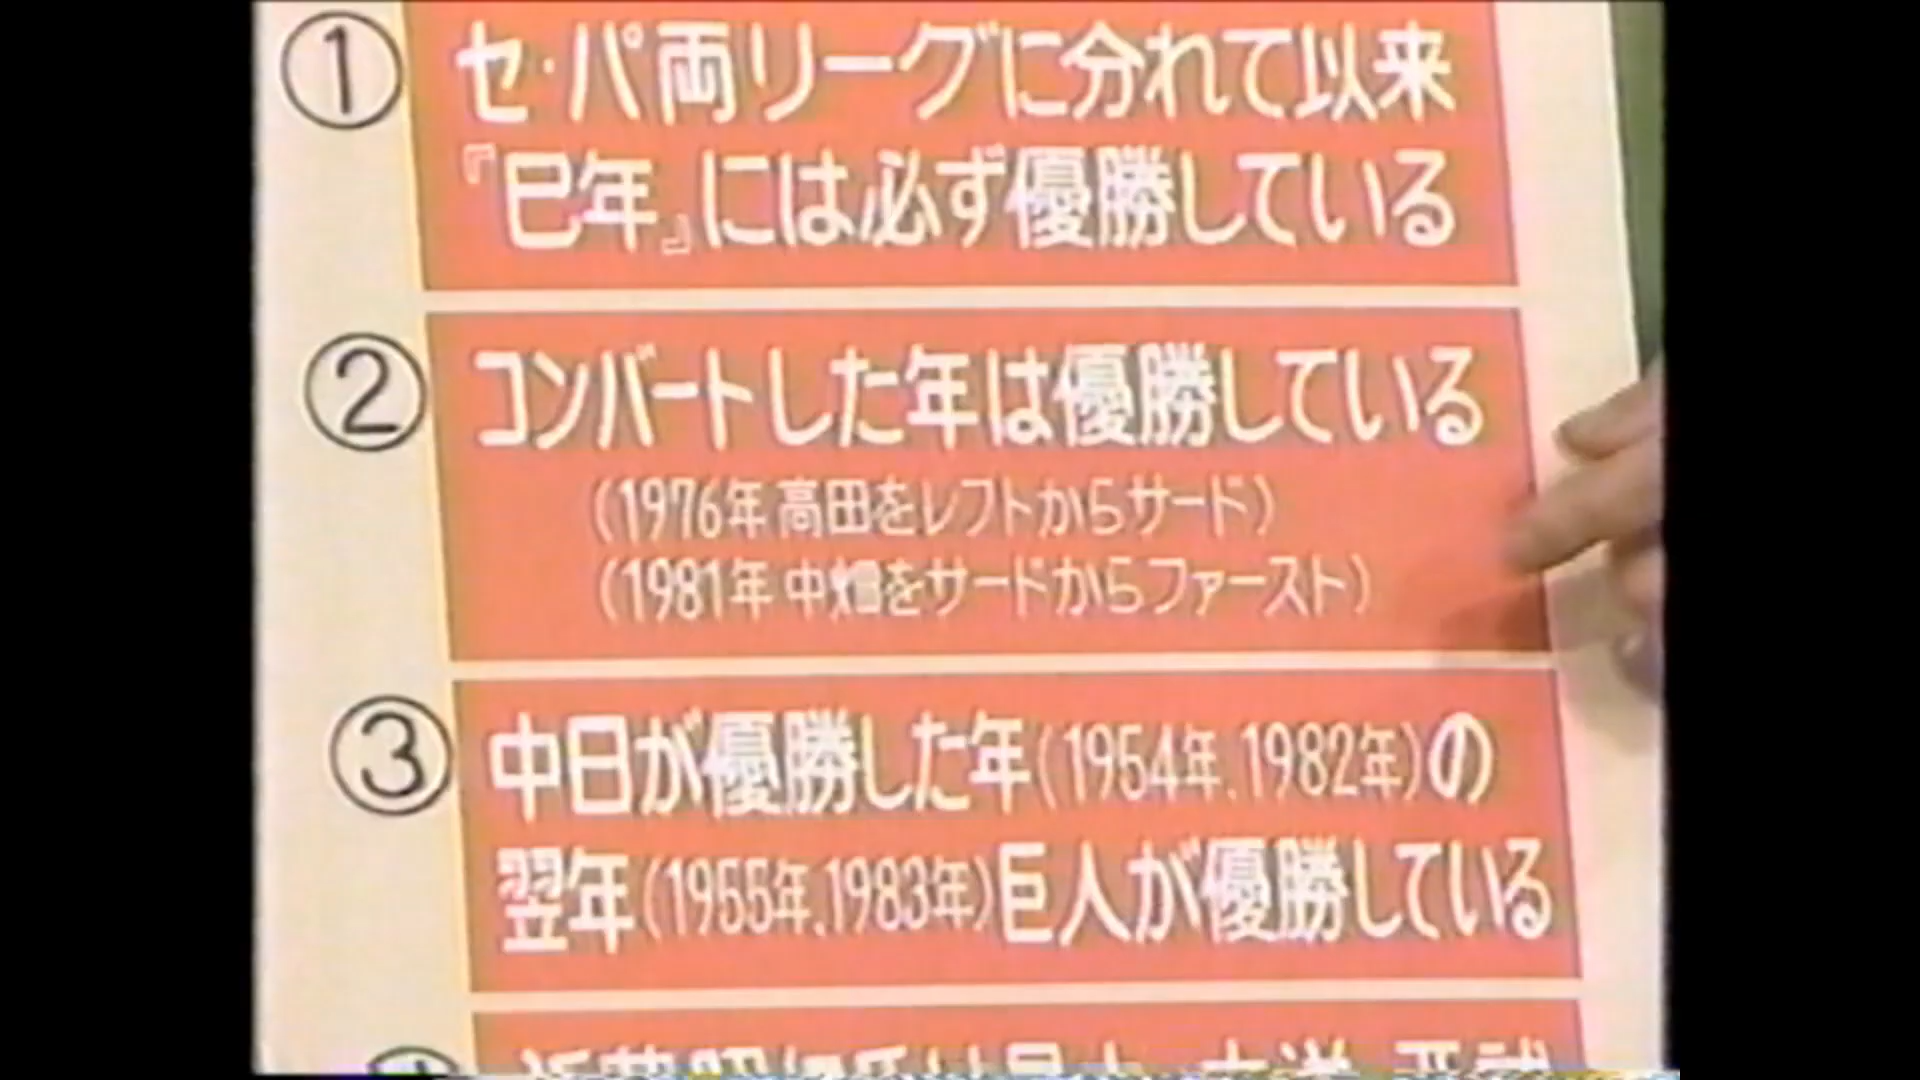 ① セ・パ両リーグに分れて以来
『巳年』には必ず優勝している
② コンバートした年は優勝している
(1976年 高田をレフトからサード)
(1981年 中畑をサードからファースト)
③ 中日が優勝した年(1954年、1982年)の
翌年(1955年、1983年)巨人が優勝している